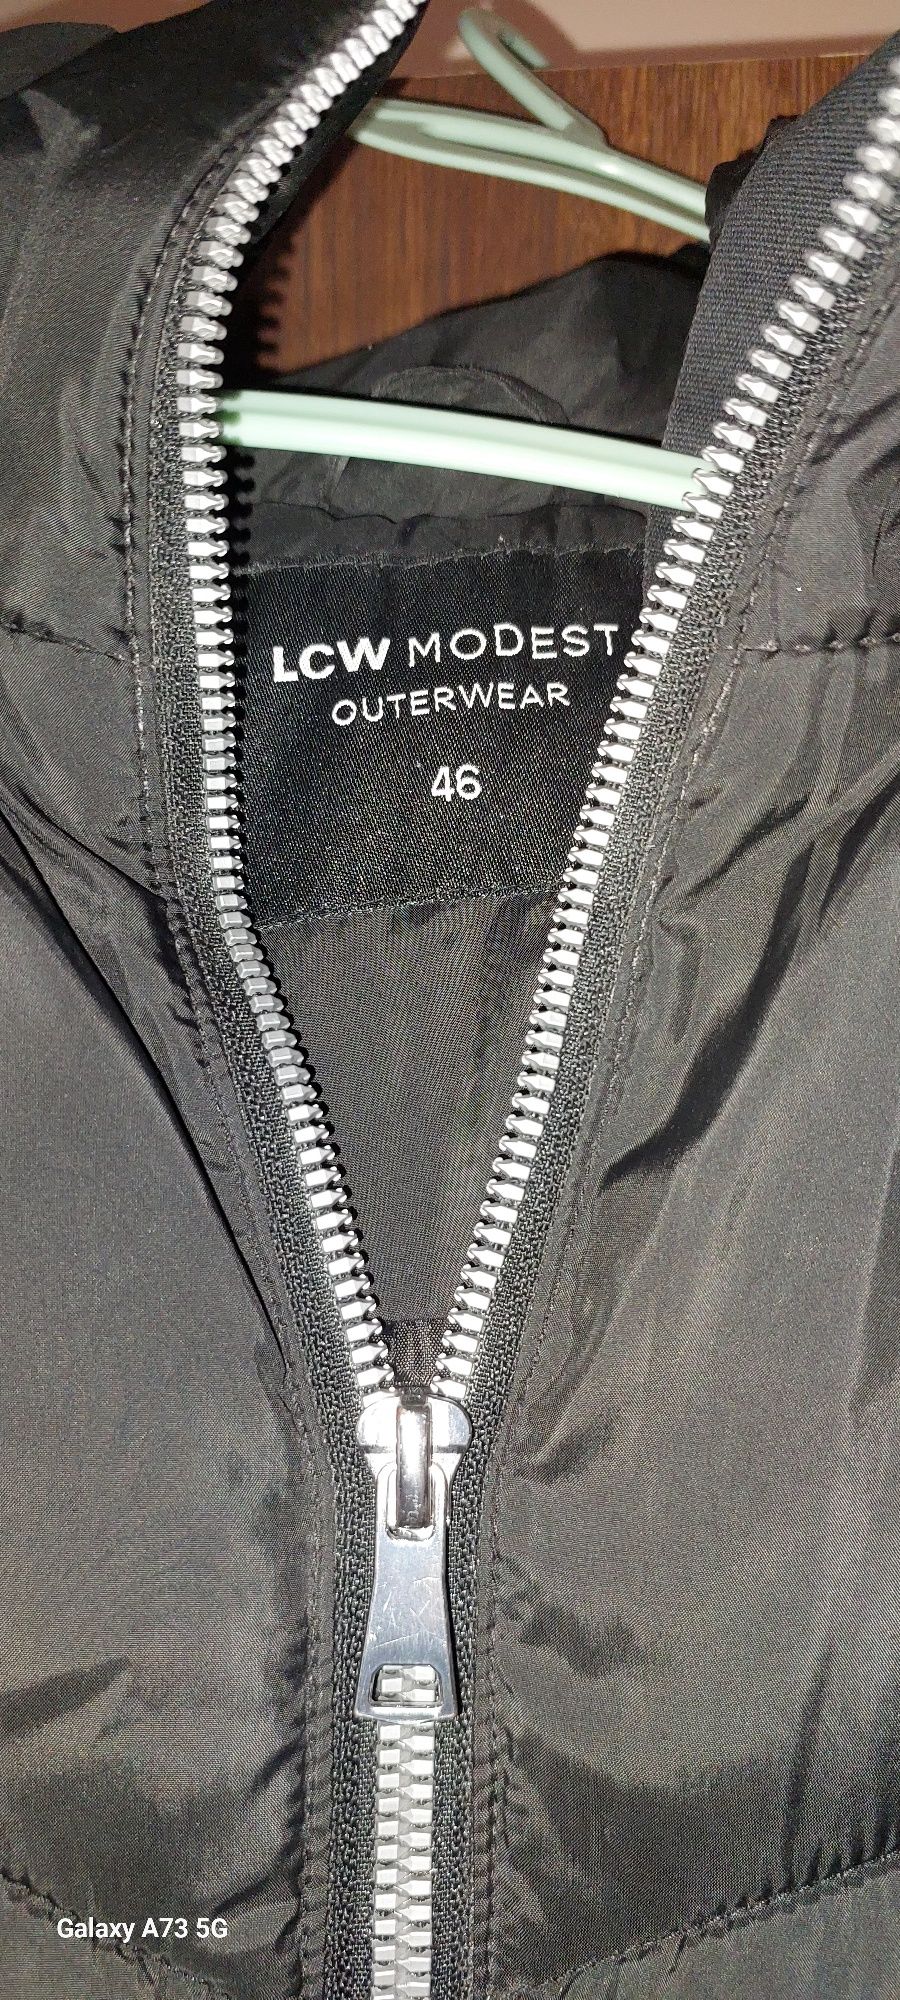 LCW MODEST
OUTERWEAR
46
Galaxy A73 5G